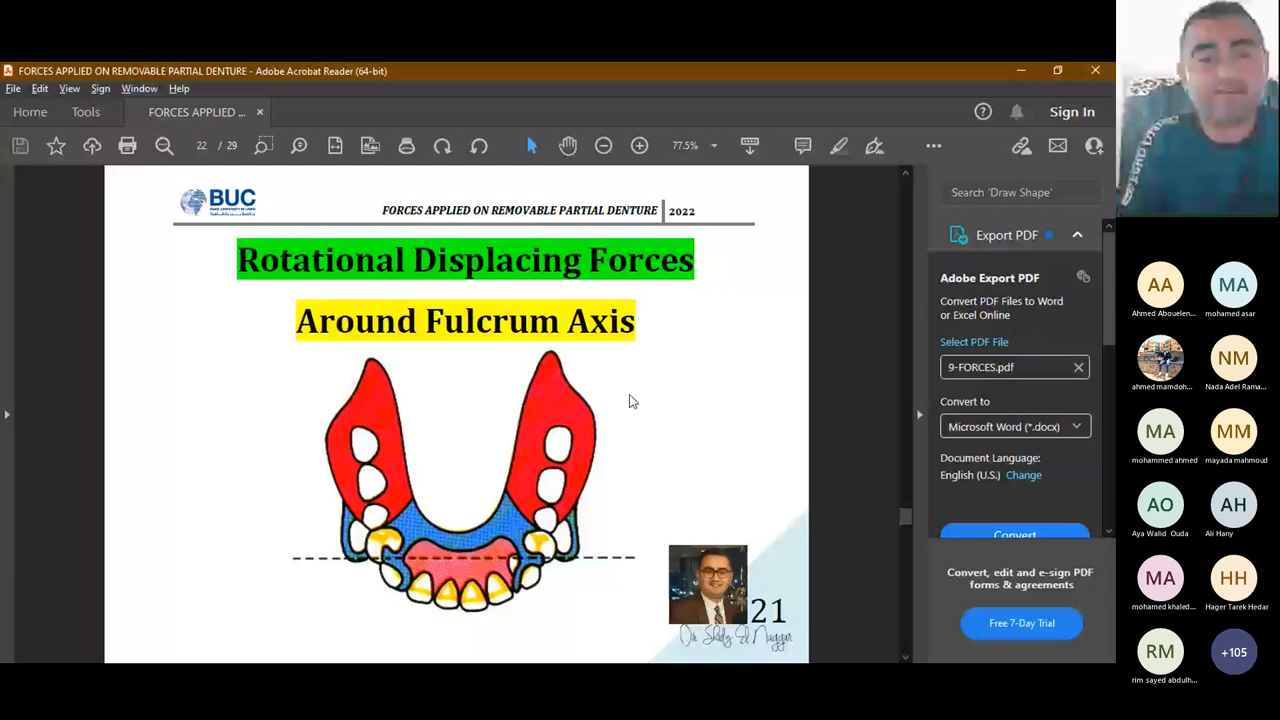 FORCES APPLIED ON REMOVABLE PARTIAL DENTURE - Adobe Acrobat Reader (64-bit)
File Edit View Sign Window Help
Home Tools FORCES APPLIED ... ×
Sign In
22 / 29
77.5%
BUC
FORCES APPLIED ON REMOVABLE PARTIAL DENTURE 2022
Rotational Displacing Forces
Around Fulcrum Axis
21
Search 'Draw Shape'
Export PDF
Adobe Export PDF
Convert PDF Files to Word
or Excel Online
Select PDF File
9-FORCES.pdf
Convert to
Microsoft Word (*.docx)
Document Language:
English (U.S.) Change
Convert
Convert, edit and e-sign PDF
forms & agreements
Free 7-Day Trial
AA
Ahmed Abouelen...
MA
mohamed asar
ahmed mamdoh...
NM
Nada Adel Rama...
MA
mohammed ahmed
MM
mayada mahmoud
AO
Aya Walid Ouda
AH
Ali Hany
MA
mohamed khaled...
HH
Hager Tarek Hedar
RM
rim sayed abdulh...
+105